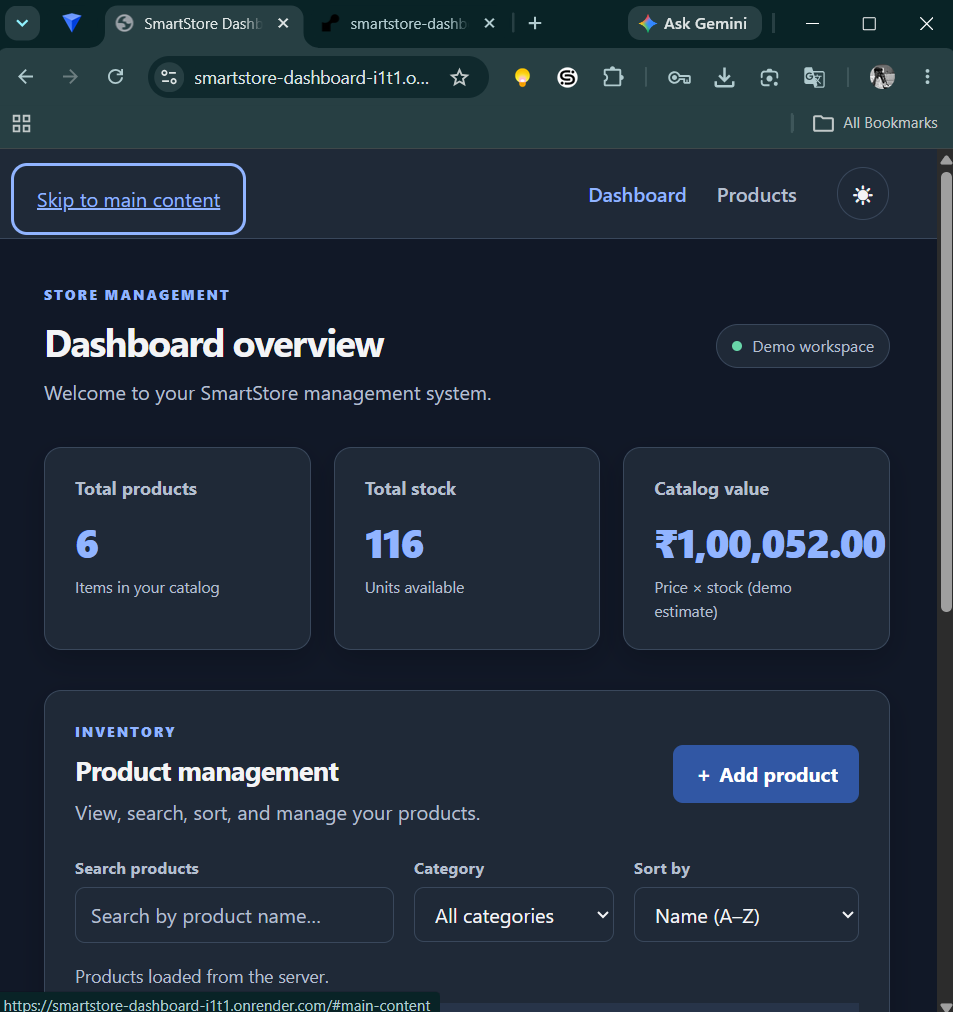 SmartStore Dashb
smartstore-dashb
Ask Gemini
smartstore-dashboard-i1t1.o...
All Bookmarks
Skip to main content
Dashboard
Products
STORE MANAGEMENT
Dashboard overview
Demo workspace
Welcome to your SmartStore management system.
Total products
6
Items in your catalog
Total stock
116
Units available
Catalog value
₹1,00,052.00
Price × stock (demo
estimate)
INVENTORY
Product management
+ Add product
View, search, sort, and manage your products.
Search products
Search by product name...
Category
All categories
Sort by
Name (A–Z)
Products loaded from the server.
https://smartstore-dashboard-i1t1.onrender.com/#main-content